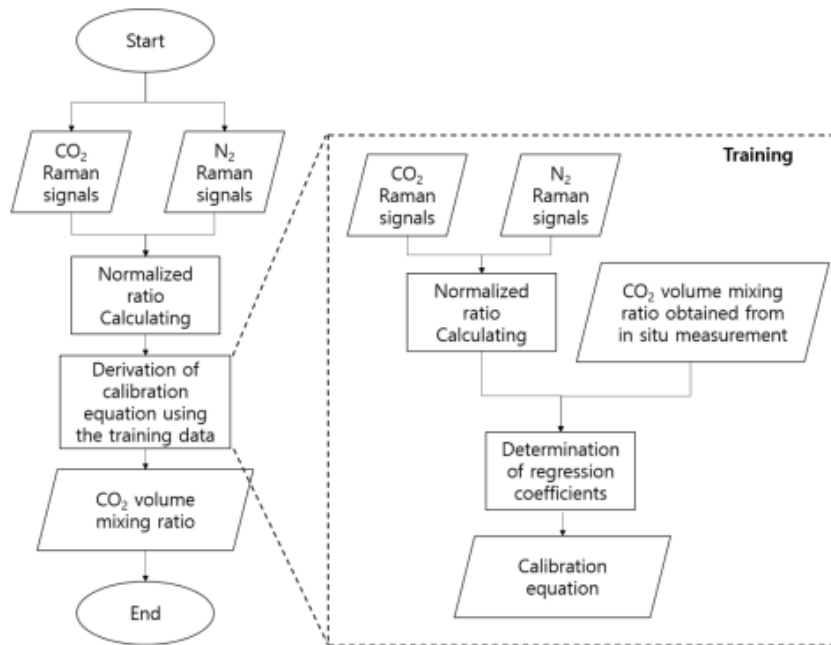 Start
CO₂
Raman
signals
N₂
Raman
signals
Normalized
ratio
Calculating
Derivation of
calibration
equation using
the training data
CO₂ volume
mixing ratio
End
Training
CO₂
Raman
signals
N₂
Raman
signals
Normalized
ratio
Calculating
CO₂ volume mixing
ratio obtained from
in situ measurement
Determination
of regression
coefficients
Calibration
equation